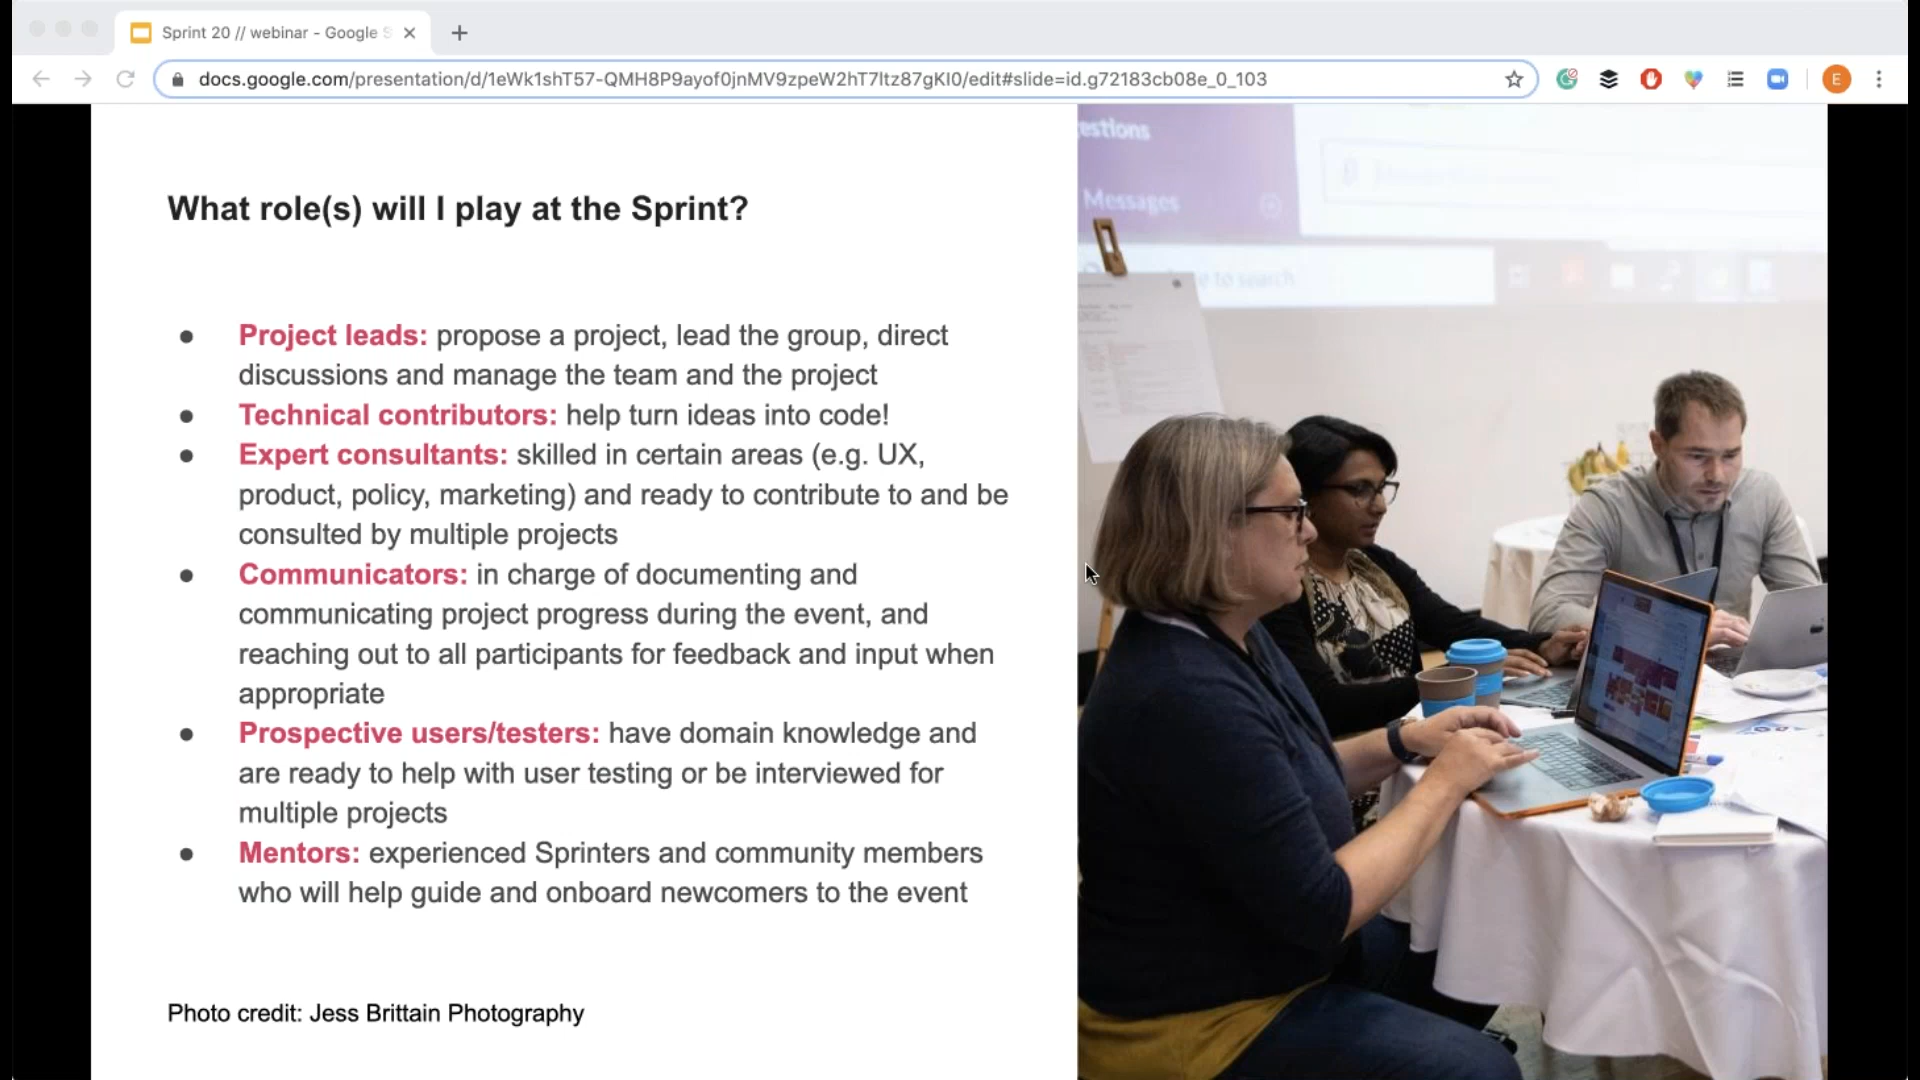 Sprint 20 // webinar - Google S
docs.google.com/presentation/d/1eWk1shT57-QMH8P9ayof0jnMV9zpeW2hT7ltz87gKI0/edit#slide=id.g72183cb08e_0_103
E
estions
Messages
to search
What role(s) will I play at the Sprint?
● Project leads: propose a project, lead the group, direct
discussions and manage the team and the project
● Technical contributors: help turn ideas into code!
● Expert consultants: skilled in certain areas (e.g. UX,
product, policy, marketing) and ready to contribute to and be
consulted by multiple projects
● Communicators: in charge of documenting and
communicating project progress during the event, and
reaching out to all participants for feedback and input when
appropriate
● Prospective users/testers: have domain knowledge and
are ready to help with user testing or be interviewed for
multiple projects
● Mentors: experienced Sprinters and community members
who will help guide and onboard newcomers to the event
Photo credit: Jess Brittain Photography